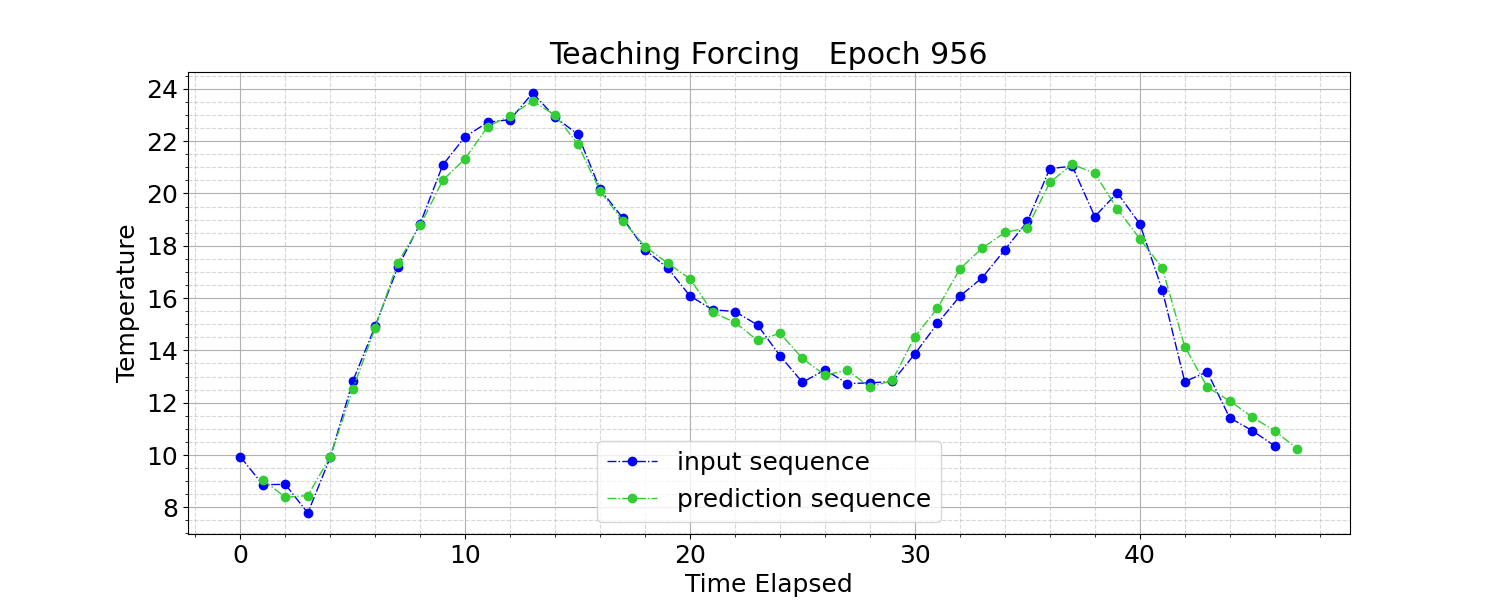 Teaching Forcing   Epoch 956
24
22
20
18
16
14
12
10
8
Temperature
input sequence
prediction sequence
0 10 20 30 40
Time Elapsed